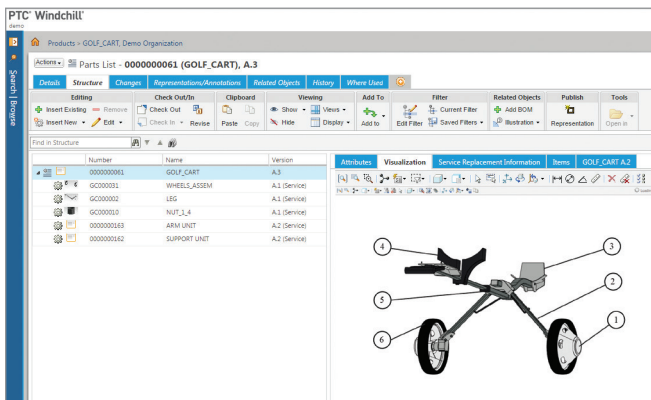 PTC® Windchill®
demo
Products > GOLF_CART, Demo Organization
Actions Parts List - 0000000061 (GOLF_CART), A.3
Details Structure Changes Representations/Annotations Related Objects History Where Used
Editing Check Out/In Clipboard Viewing Add To Filter Related Objects Publish Tools
Insert Existing Remove Check Out Show Views Current Filter Add BOM
Insert New Edit Check In Revise Paste Copy Hide Display Add to Edit Filter Saved Filters Illustration Representation Open in
Search | Browse
Find in Structure
Number Name Version
0000000061 GOLF_CART A.3
GC000031 WHEELS_ASSEM A.1 (Service)
GC000002 LEG A.1 (Service)
GC000010 NUT_1_4 A.1 (Service)
0000000163 ARM UNIT A.2 (Service)
0000000162 SUPPORT UNIT A.2 (Service)
Attributes Visualization Service Replacement Information Items GOLF_CART A.2
4
3
2
5
1
6